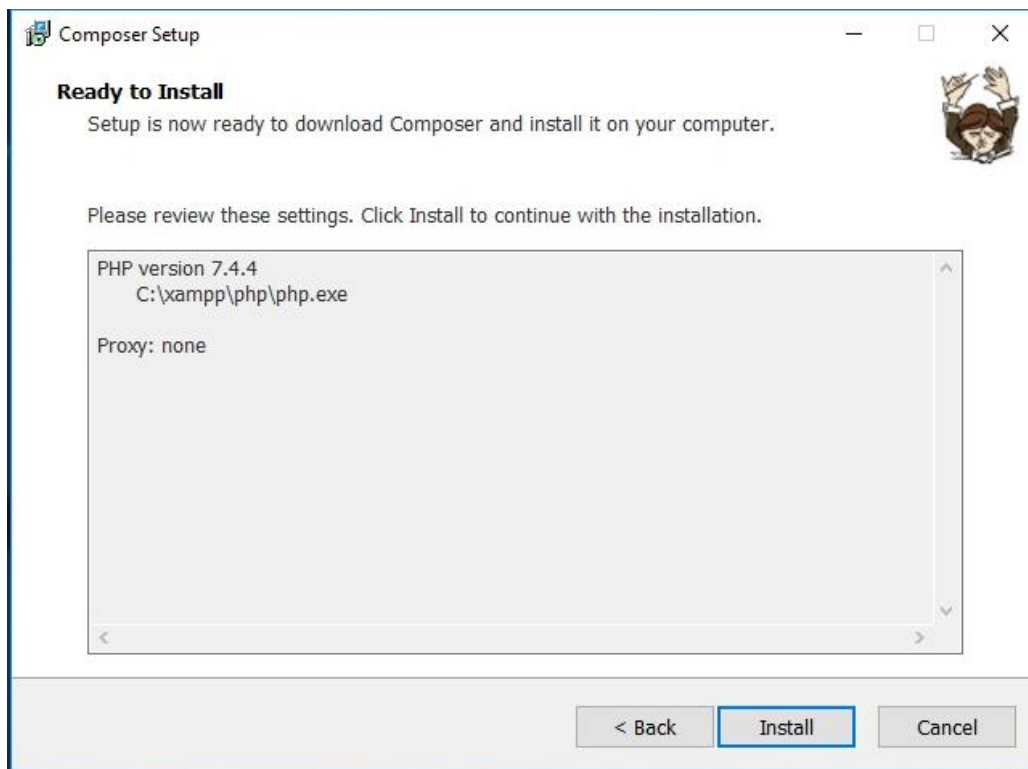 Composer Setup
Ready to Install
Setup is now ready to download Composer and install it on your computer.
Please review these settings. Click Install to continue with the installation.
PHP version 7.4.4
C:\xampp\php\php.exe
Proxy: none
< Back
Install
Cancel